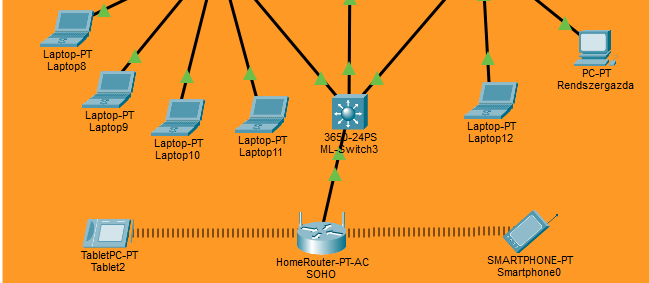 Laptop-PT
Laptop8
PC-PT
Rendszergazda
Laptop-PT
Laptop9
Laptop-PT
Laptop10
Laptop-PT
Laptop11
3650-24PS
ML-Switch3
Laptop-PT
Laptop12
TabletPC-PT
Tablet2
HomeRouter-PT-AC
SOHO
SMARTPHONE-PT
Smartphone0